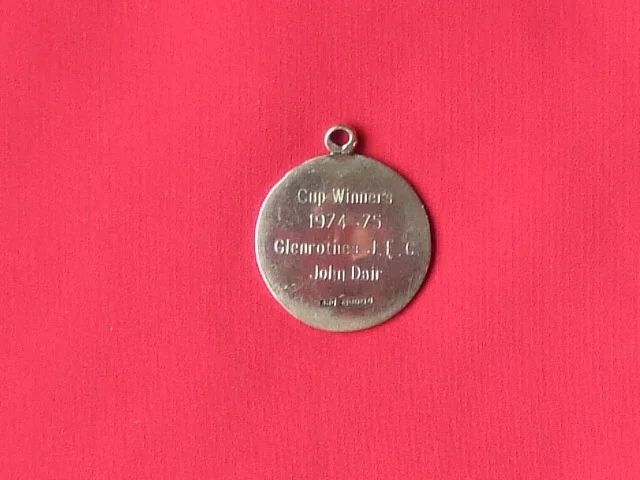 Cup Winners
1974-75
Glenrothes J.F.C
John Dair